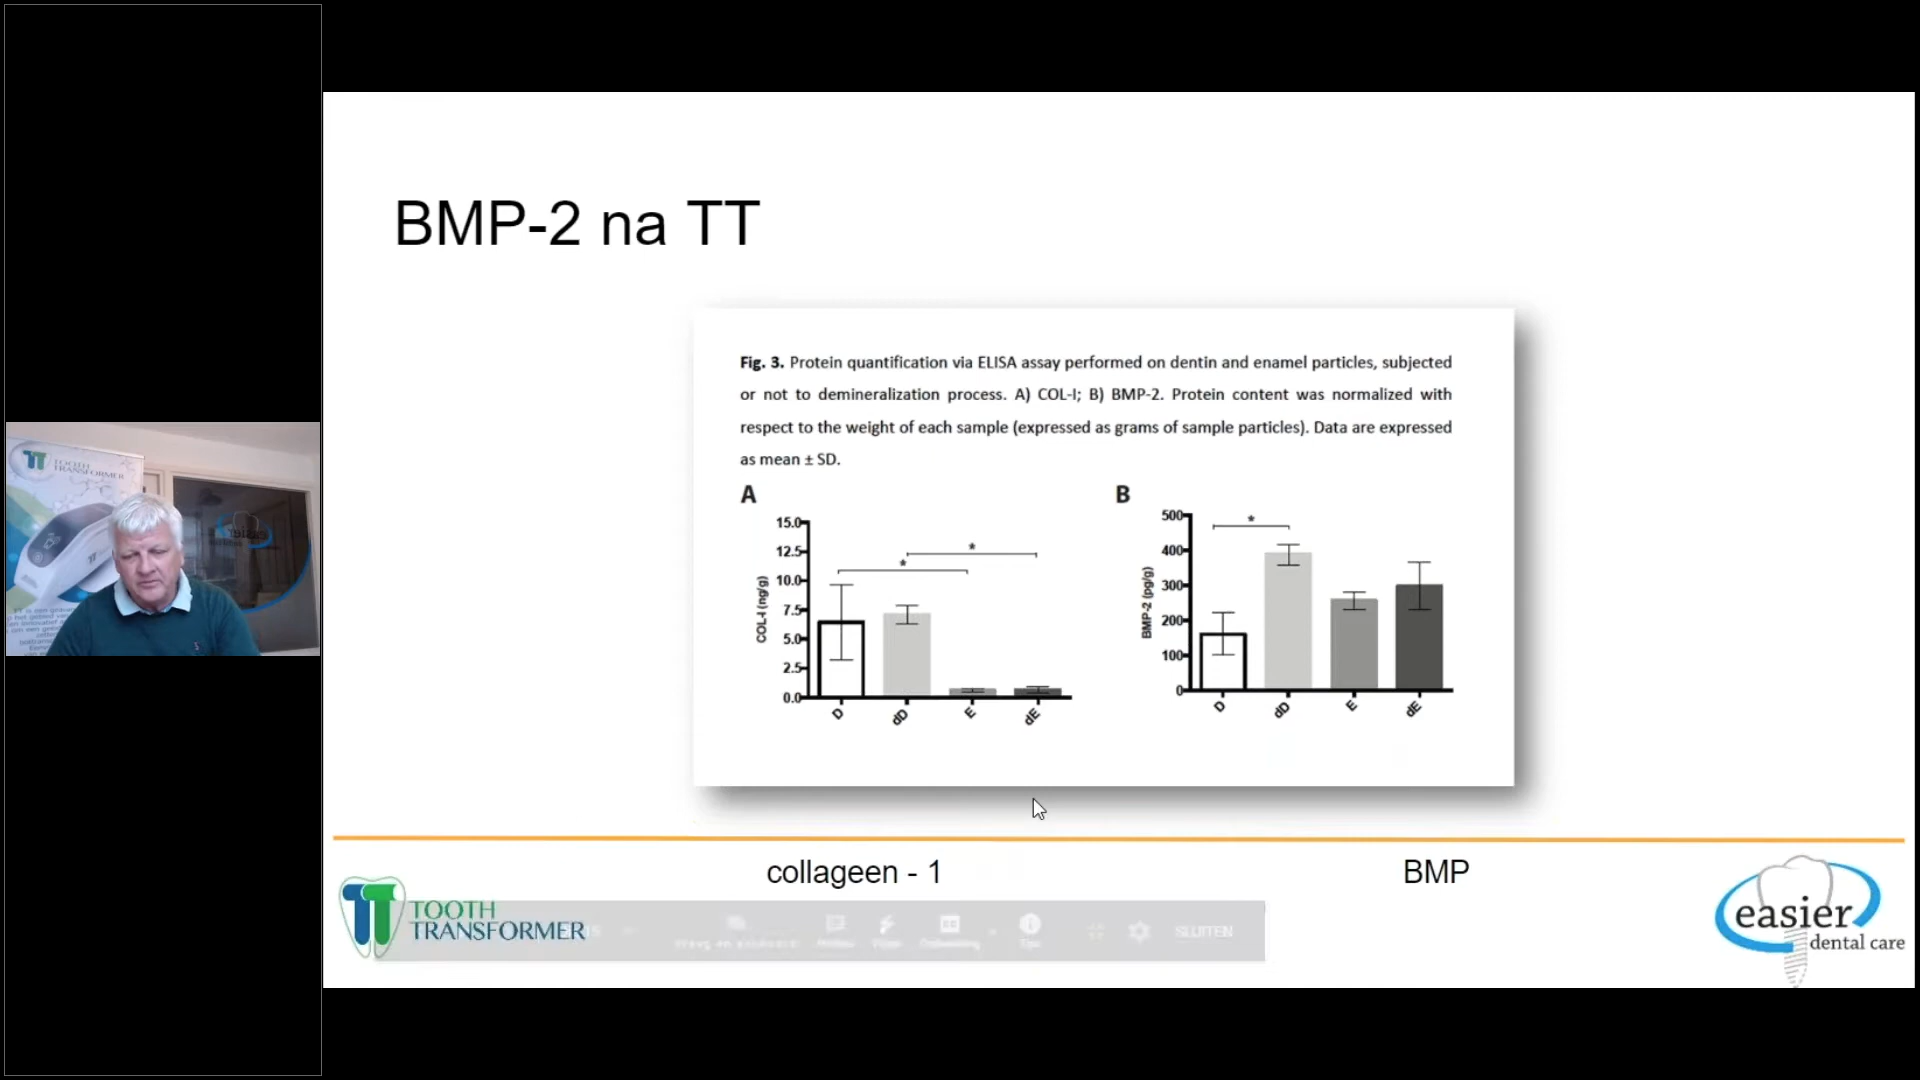 BMP-2 na TT
Fig. 3. Protein quantification via ELISA assay performed on dentin and enamel particles, subjected
or not to demineralization process. A) COL-I; B) BMP-2. Protein content was normalized with
respect to the weight of each sample (expressed as grams of sample particles). Data are expressed
as mean ± SD.
A
COL-I (ng/g)
15.0
12.5
10.0
7.5
5.0
2.5
0.0
*
*
D
dD
E
dE
B
BMP-2 (pg/g)
500
400
300
200
100
0
*
D
dD
E
dE
collageen - 1
BMP
TOOTH
TRANSFORMER
SLUITEN
easier
dental care
TT TOOTH
TRANSFORMER